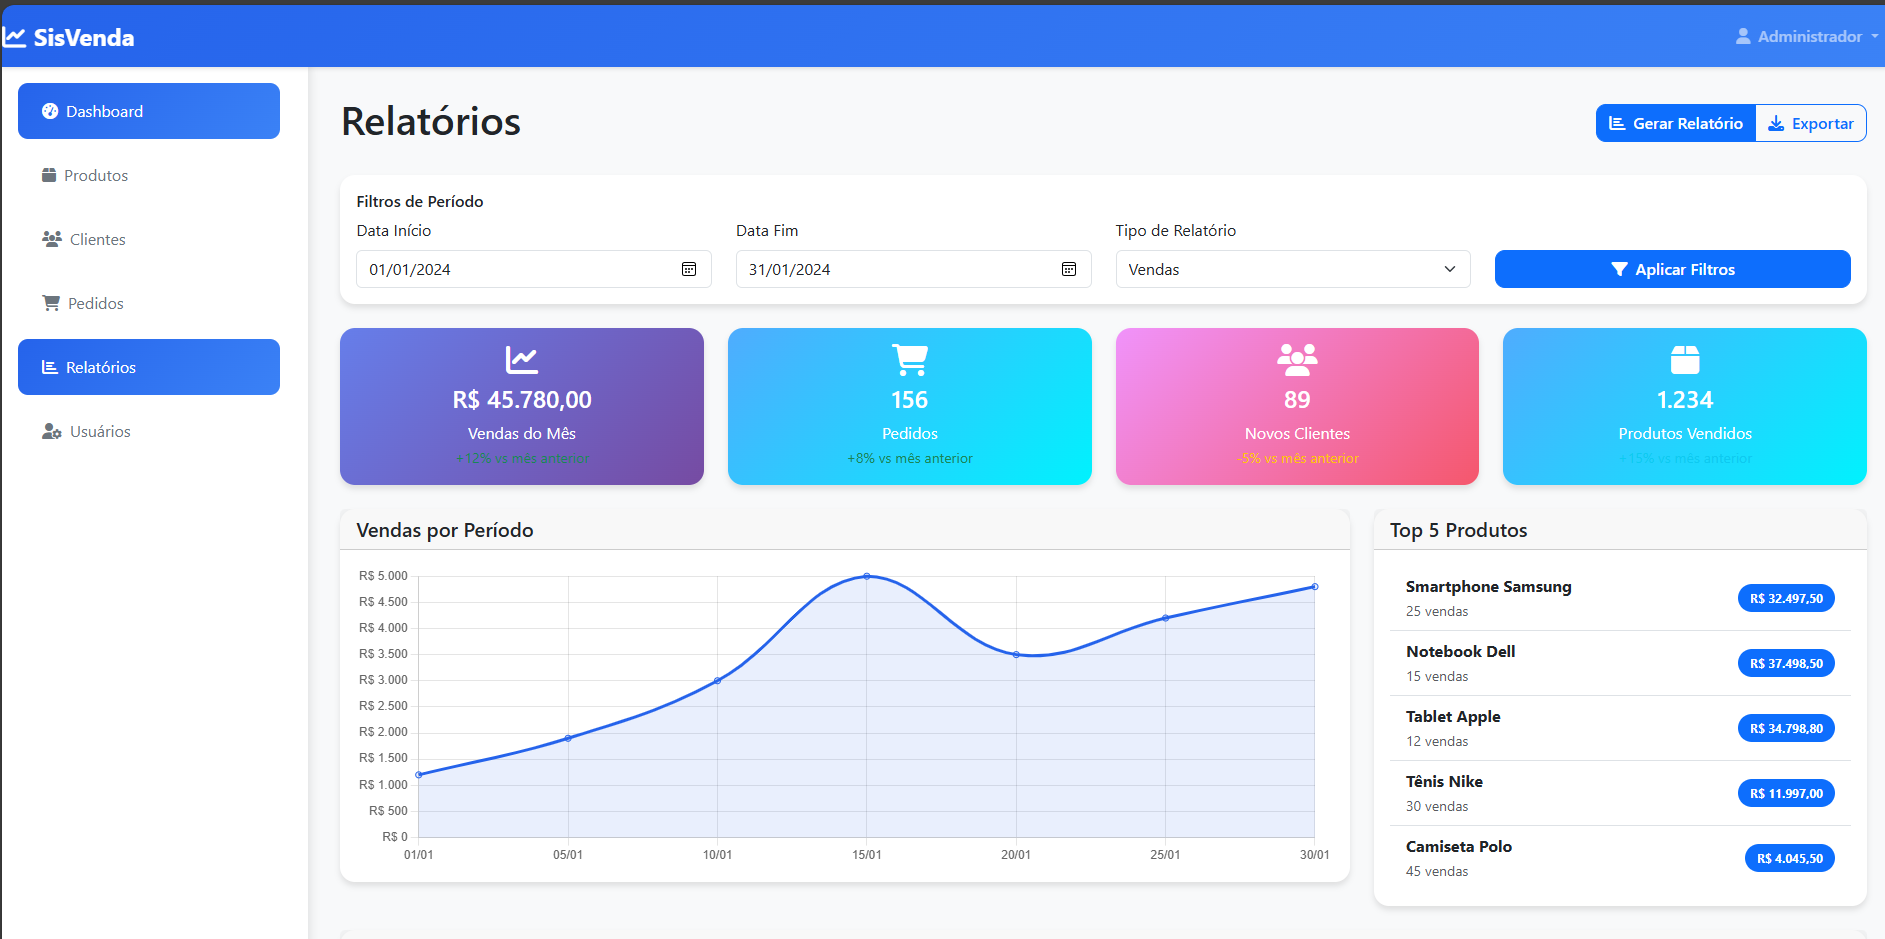 SisVenda
Administrador
Dashboard
Produtos
Clientes
Pedidos
Relatórios
Usuários
Relatórios
Gerar Relatório
Exportar
Filtros de Período
Data Início
Data Fim
Tipo de Relatório
01/01/2024
31/01/2024
Vendas
Aplicar Filtros
R$ 45.780,00
Vendas do Mês
+12% vs mês anterior
156
Pedidos
+8% vs mês anterior
89
Novos Clientes
-5% vs mês anterior
1.234
Produtos Vendidos
+15% vs mês anterior
Vendas por Período
R$ 5.000
R$ 4.500
R$ 4.000
R$ 3.500
R$ 3.000
R$ 2.500
R$ 2.000
R$ 1.500
R$ 1.000
R$ 500
R$ 0
01/01
05/01
10/01
15/01
20/01
25/01
30/01
Top 5 Produtos
Smartphone Samsung
25 vendas
R$ 32.497,50
Notebook Dell
15 vendas
R$ 37.498,50
Tablet Apple
12 vendas
R$ 34.798,80
Tênis Nike
30 vendas
R$ 11.997,00
Camiseta Polo
45 vendas
R$ 4.045,50